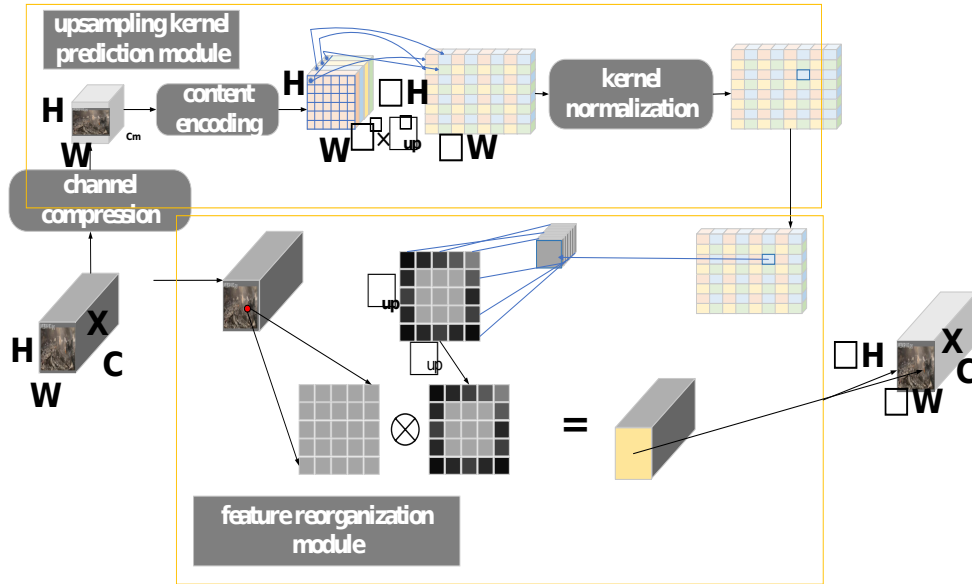 upsampling kernel
prediction module
H
W
Cm
content
encoding
H
W
□ × □up
□H
□W
kernel
normalization
channel
compression
H
W
X
C
□up
□up
=
feature reorganization
module
□H
□W
X
C